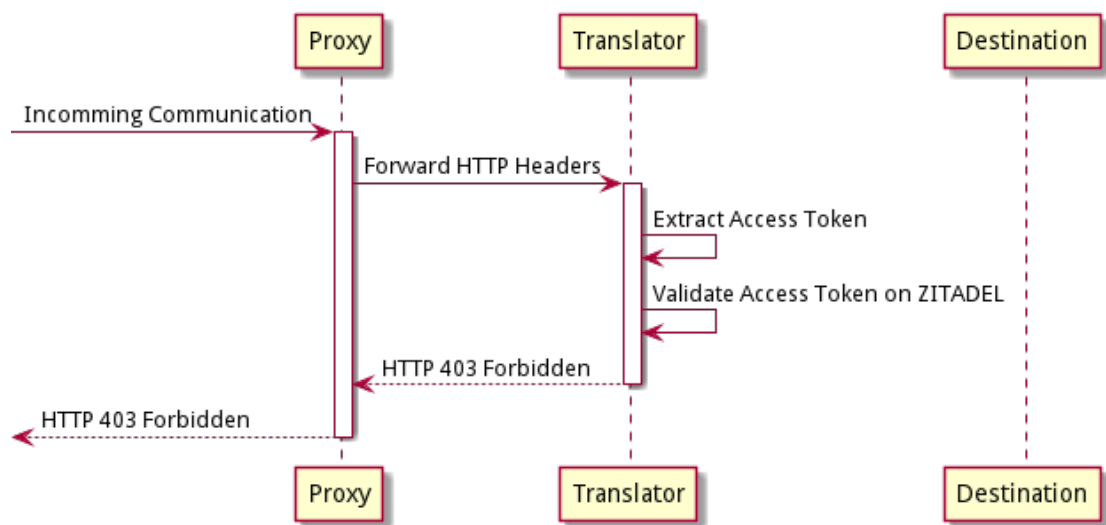 Proxy
Translator
Destination
Incomming Communication
Forward HTTP Headers
Extract Access Token
Validate Access Token on ZITADEL
HTTP 403 Forbidden
HTTP 403 Forbidden
Proxy
Translator
Destination